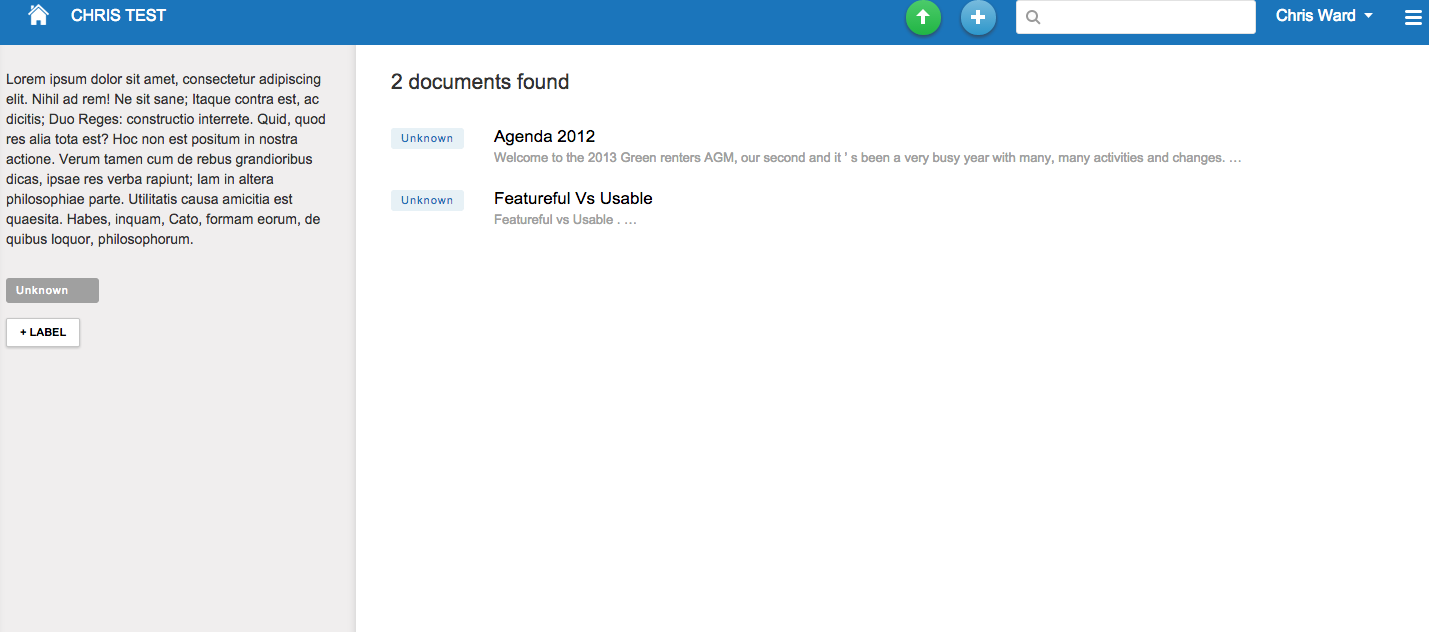 CHRIS TEST
Chris Ward
Lorem ipsum dolor sit amet, consectetur adipiscing
elit. Nihil ad rem! Ne sit sane; Itaque contra est, ac
dicitis; Duo Reges: constructio interrete. Quid, quod
res alia tota est? Hoc non est positum in nostra
actione. Verum tamen cum de rebus grandioribus
dicas, ipsae res verba rapiunt; Iam in altera
philosophiae parte. Utilitatis causa amicitia est
quaesita. Habes, inquam, Cato, formam eorum, de
quibus loquor, philosophorum.
Unknown
+ LABEL
2 documents found
Unknown
Agenda 2012
Welcome to the 2013 Green renters AGM, our second and it ' s been a very busy year with many, many activities and changes. …
Unknown
Featureful Vs Usable
Featureful vs Usable . …